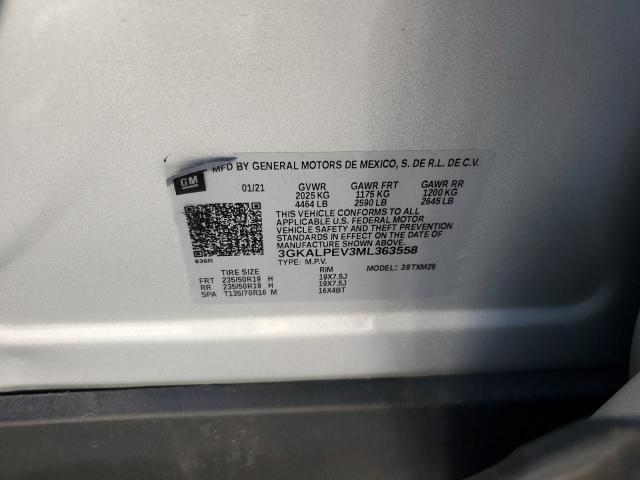 MFD BY GENERAL MOTORS DE MEXICO, S. DE R.L. DE C.V.
GM
01/21 GVWR GAWR FRT GAWR RR
2025 KG 1175 KG 1200 KG
4464 LB 2590 LB 2645 LB
THIS VEHICLE CONFORMS TO ALL
APPLICABLE U.S. FEDERAL MOTOR
VEHICLE SAFETY AND THEFT
PREVENTION STANDARDS IN EFFECT ON
THE DATE OF MANUFACTURE SHOWN ABOVE.
3GKALPEV3ML363558
TYPE: M.P.V. MODEL: 38TXM26
TIRE SIZE RIM
FRT 235/50R19 H 19X7.5J
RR 235/50R19 H 19X7.5J
SPA T135/70R16 M 16X4BT